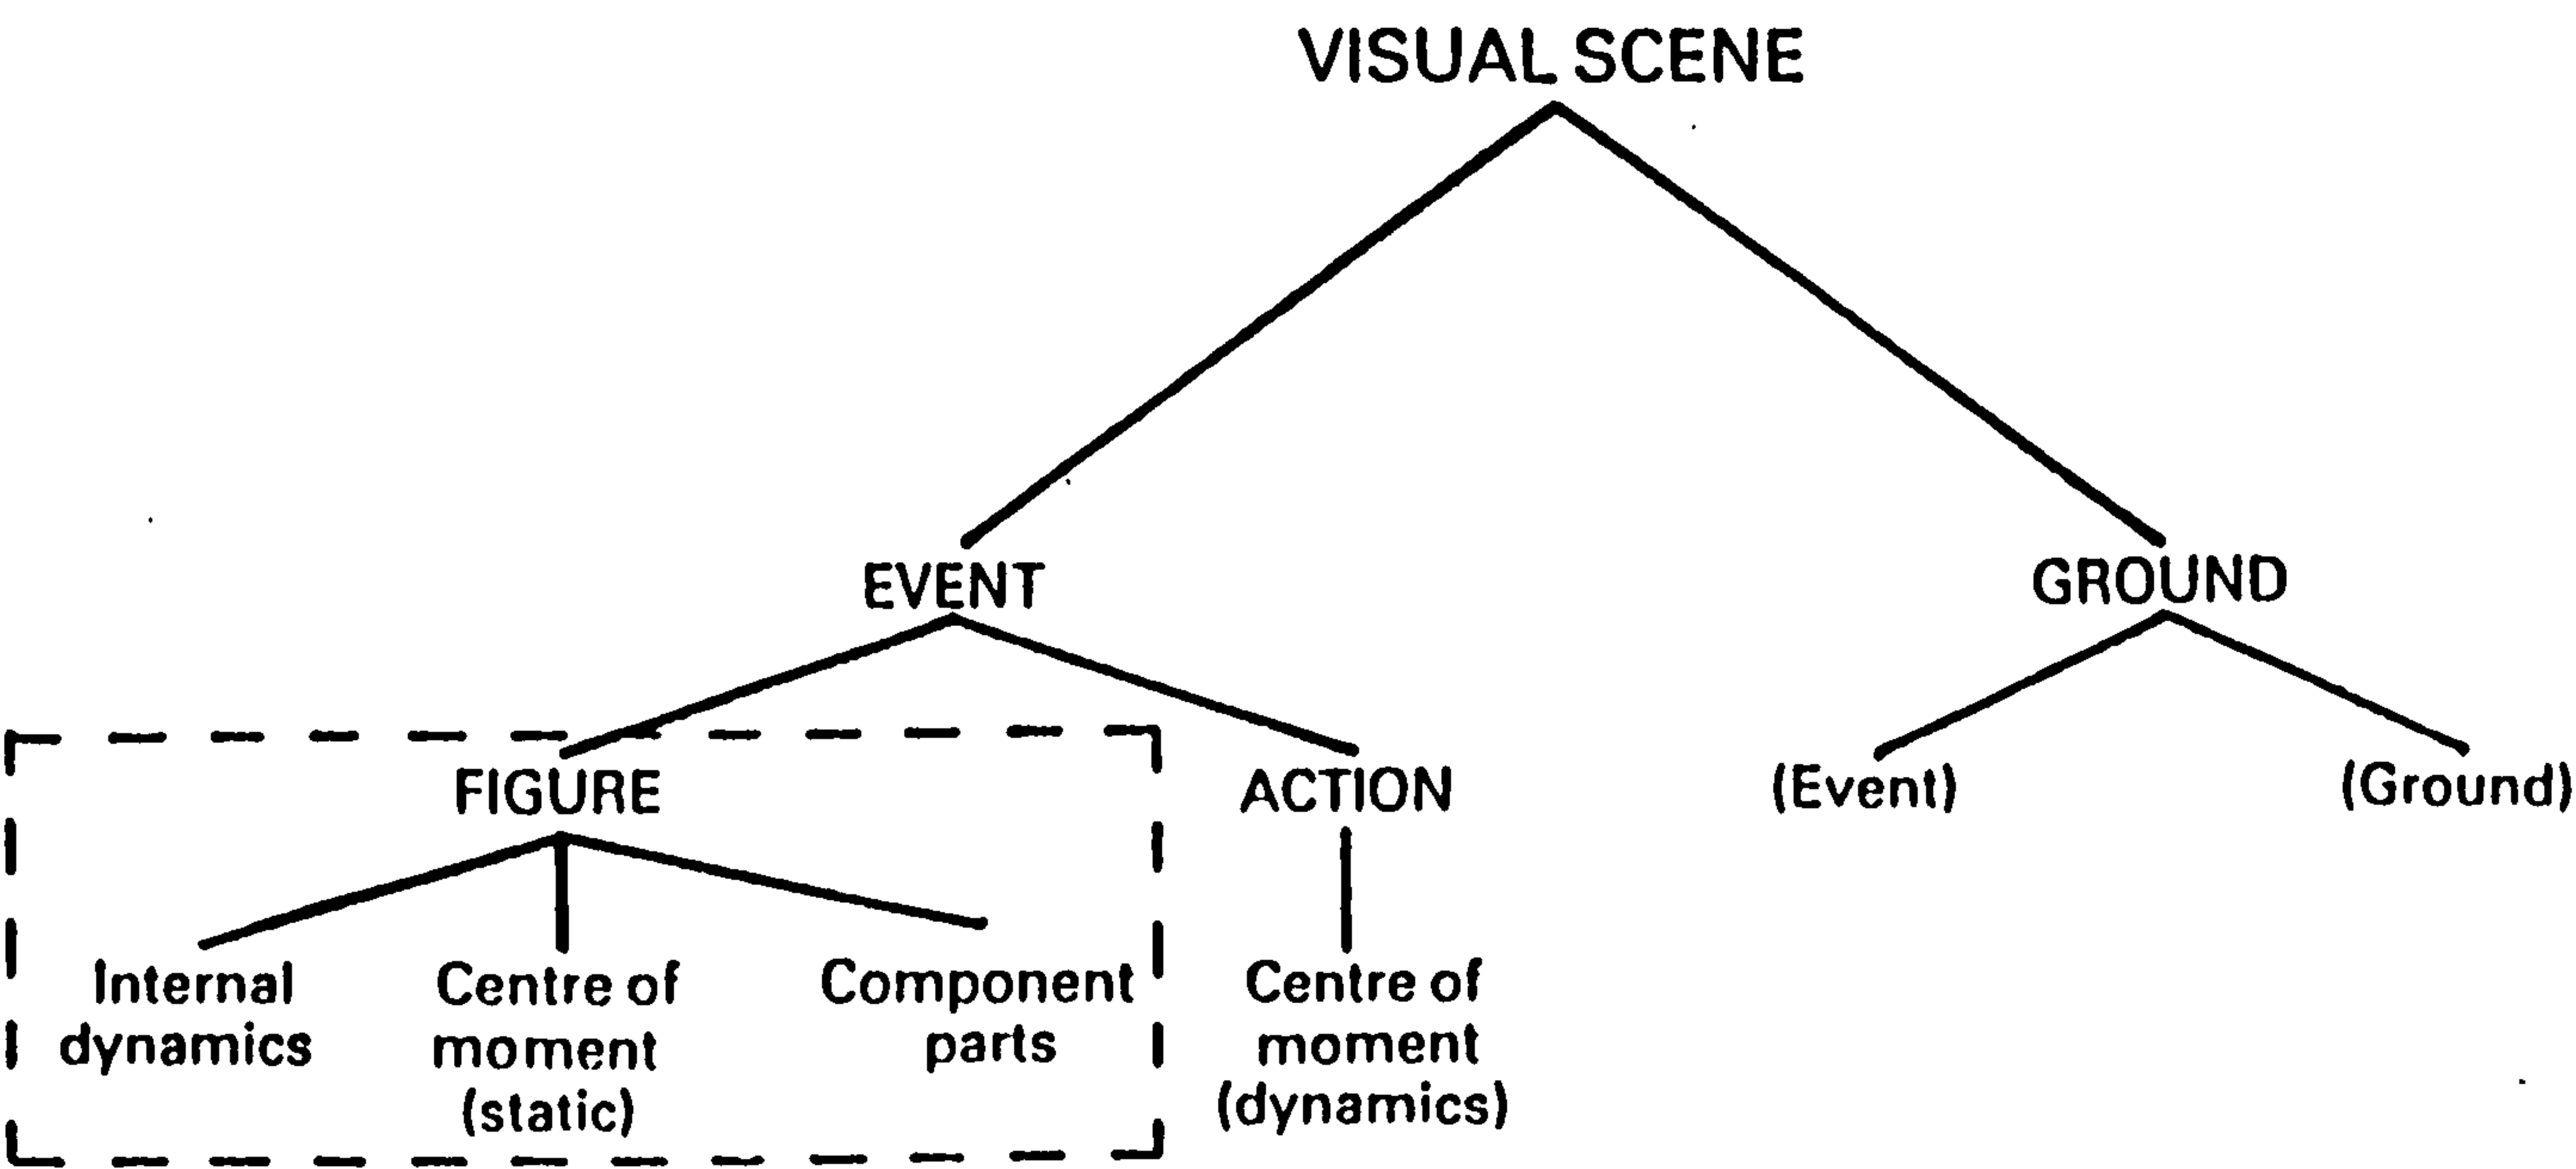 VISUAL SCENE
EVENT
GROUND
FIGURE
ACTION
(Event)
(Ground)
Internal
dynamics
Centre of
moment
(static)
Component
parts
Centre of
moment
(dynamics)